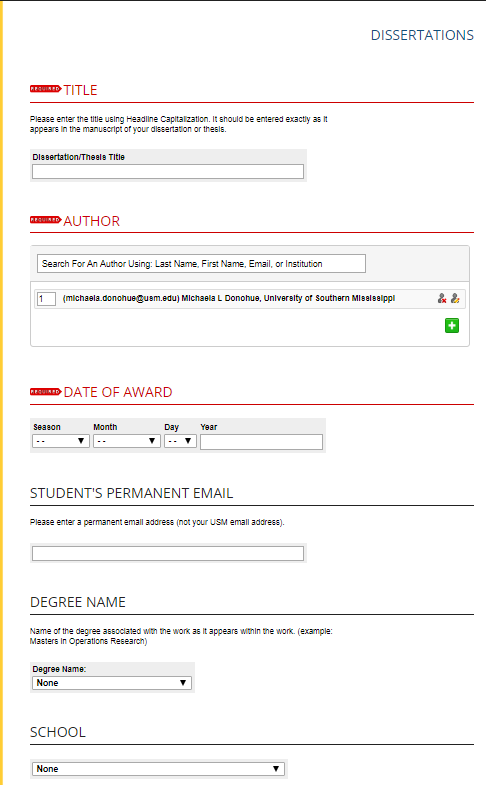 DISSERTATIONS
REQUIRED TITLE
Please enter the title using Headline Capitalization. It should be entered exactly as it
appears in the manuscript of your dissertation or thesis.
Dissertation/Thesis Title
REQUIRED AUTHOR
Search For An Author Using: Last Name, First Name, Email, or Institution
1 (michaela.donohue@usm.edu) Michaela L Donohue, University of Southern Mississippi
REQUIRED DATE OF AWARD
Season Month Day Year
-- -- --
STUDENT'S PERMANENT EMAIL
Please enter a permanent email address (not your USM email address).
DEGREE NAME
Name of the degree associated with the work as it appears within the work. (example:
Masters in Operations Research)
Degree Name:
None
SCHOOL
None